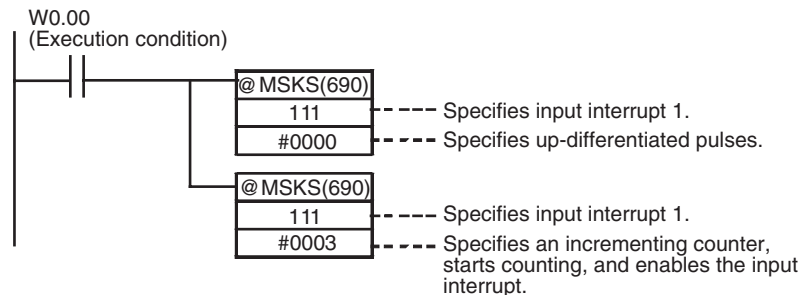 W0.00
(Execution condition)
@MSKS(690)
111
Specifies input interrupt 1.
#0000
Specifies up-differentiated pulses.
@MSKS(690)
111
Specifies input interrupt 1.
#0003
Specifies an incrementing counter,
starts counting, and enables the input
interrupt.